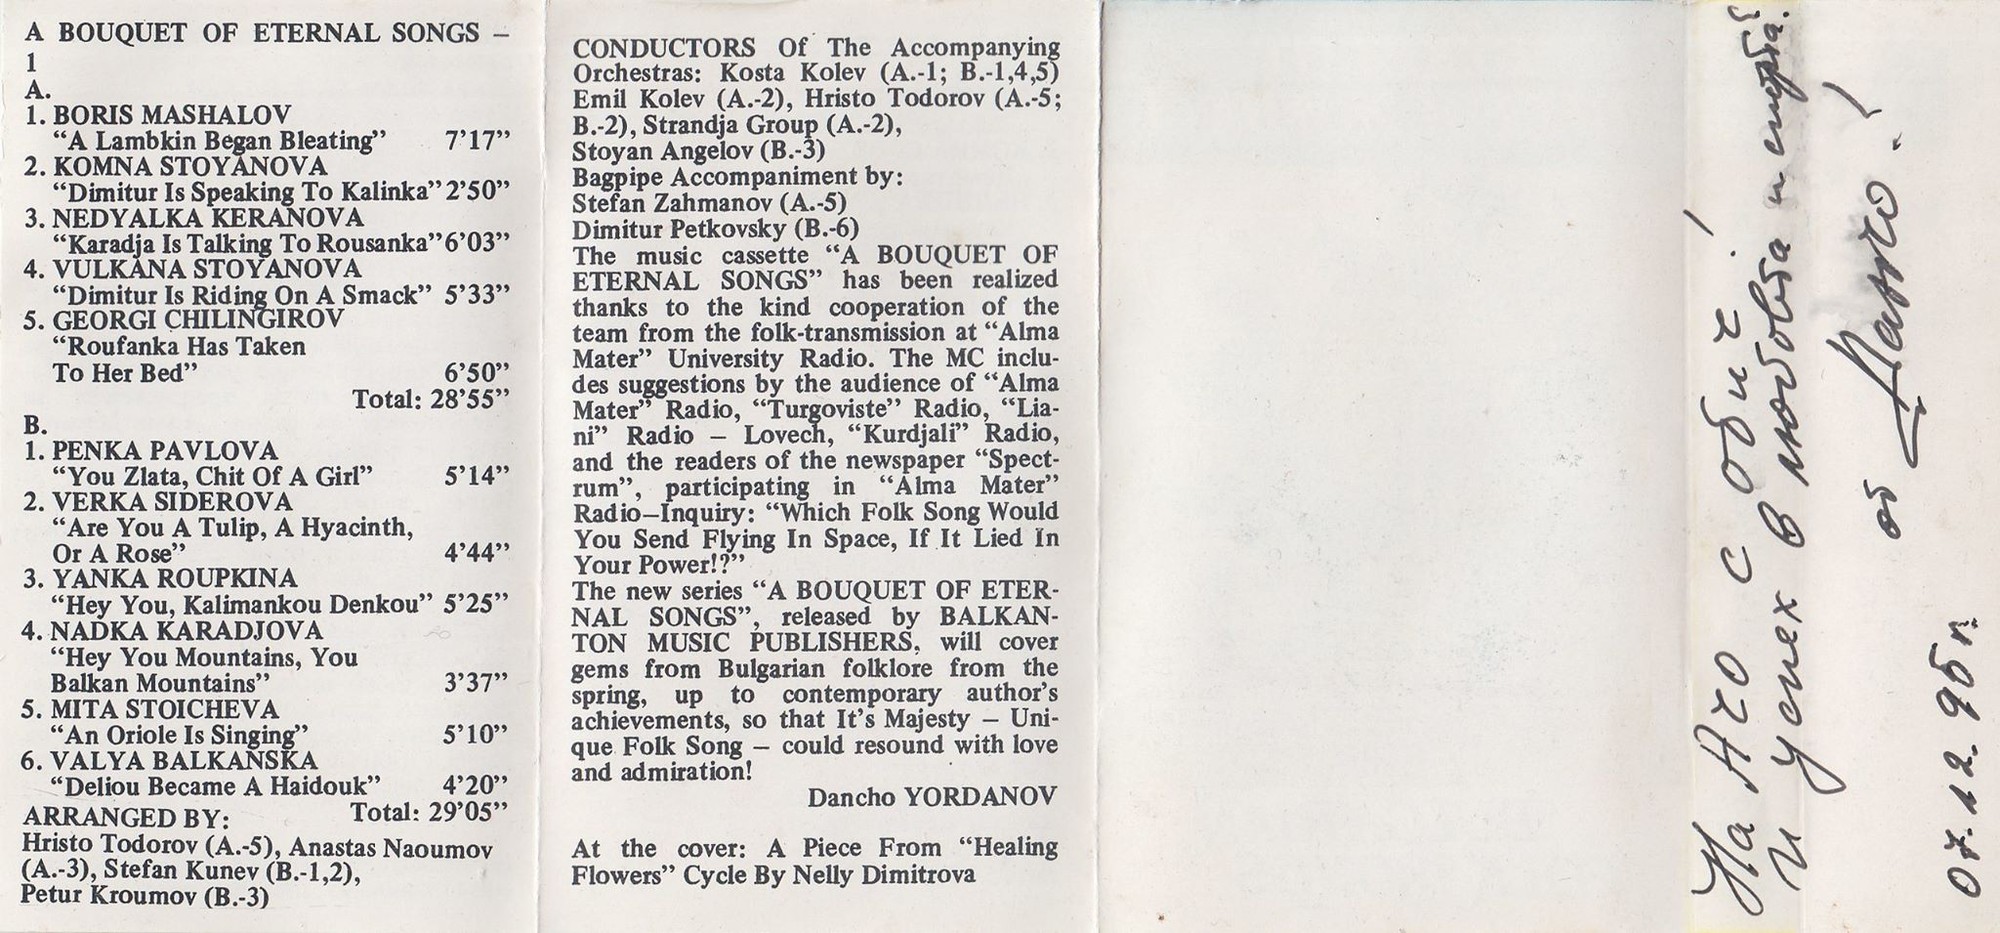 A BOUQUET OF ETERNAL SONGS –
1
A.
1. BORIS MASHALOV
“A Lambkin Began Bleating” 7’17”
2. KOMNA STOYANOVA
“Dimitur Is Speaking To Kalinka” 2’50”
3. NEDYALKA KERANOVA
“Karadja Is Talking To Rousanka” 6’03”
4. VULKANA STOYANOVA
“Dimitur Is Riding On A Smack” 5’33”
5. GEORGI CHILINGIROV
“Roufanka Has Taken
To Her Bed” 6’50”
Total: 28’55”
B.
1. PENKA PAVLOVA
“You Zlata, Chit Of A Girl” 5’14”
2. VERKA SIDEROVA
“Are You A Tulip, A Hyacinth,
Or A Rose” 4’44”
3. YANKA ROUPKINA
“Hey You, Kalimankou Denkou” 5’25”
4. NADKA KARADJOVA
“Hey You Mountains, You
Balkan Mountains” 3’37”
5. MITA STOICHEVA
“An Oriole Is Singing” 5’10”
6. VALYA BALKANSKA
“Deliou Became A Haidouk” 4’20”
Total: 29’05”
ARRANGED BY:
Hristo Todorov (A.-5), Anastas Naoumov
(A.-3), Stefan Kunev (B.-1,2),
Petur Kroumov (B.-3)
CONDUCTORS Of The Accompanying
Orchestras: Kosta Kolev (A.-1; B.-1,4,5)
Emil Kolev (A.-2), Hristo Todorov (A.-5;
B.-2), Strandja Group (A.-2),
Stoyan Angelov (B.-3)
Bagpipe Accompaniment by:
Stefan Zahmanov (A.-5)
Dimitur Petkovsky (B.-6)
The music cassette “A BOUQUET OF
ETERNAL SONGS” has been realized
thanks to the kind cooperation of the
team from the folk-transmission at “Alma
Mater” University Radio. The MC inclu-
des suggestions by the audience of “Alma
Mater” Radio, “Turgoviste” Radio, “Lia-
ni” Radio – Lovech, “Kurdjali” Radio,
and the readers of the newspaper “Spect-
rum”, participating in “Alma Mater”
Radio–Inquiry: “Which Folk Song Would
You Send Flying In Space, If It Lied In
Your Power!?”
The new series “A BOUQUET OF ETER-
NAL SONGS”, released by BALKAN-
TON MUSIC PUBLISHERS, will cover
gems from Bulgarian folklore from the
spring, up to contemporary author’s
achievements, so that It’s Majesty – Uni-
que Folk Song – could resound with love
and admiration!
Dancho YORDANOV
At the cover: A Piece From “Healing
Flowers” Cycle By Nelly Dimitrova
На Ачо с обич!
и успех в любовта и
от Данчо!
07.12.95г.